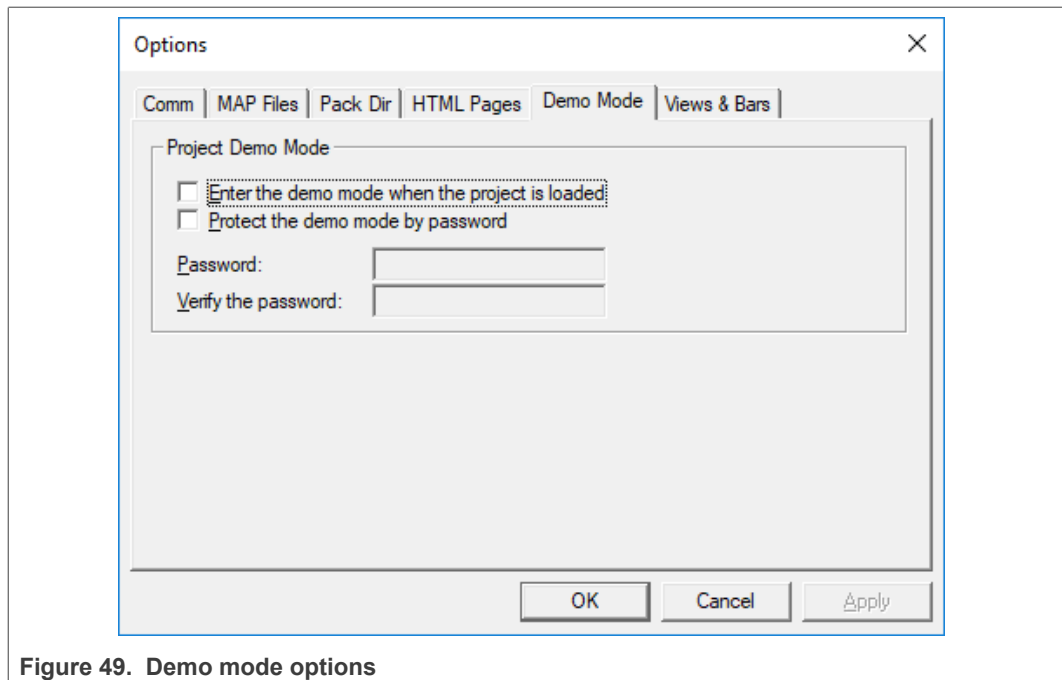 Options
Comm MAP Files Pack Dir HTML Pages Demo Mode Views & Bars
Project Demo Mode
Enter the demo mode when the project is loaded
Protect the demo mode by password
Password:
Verify the password:
OK Cancel Apply
Figure 49. Demo mode options